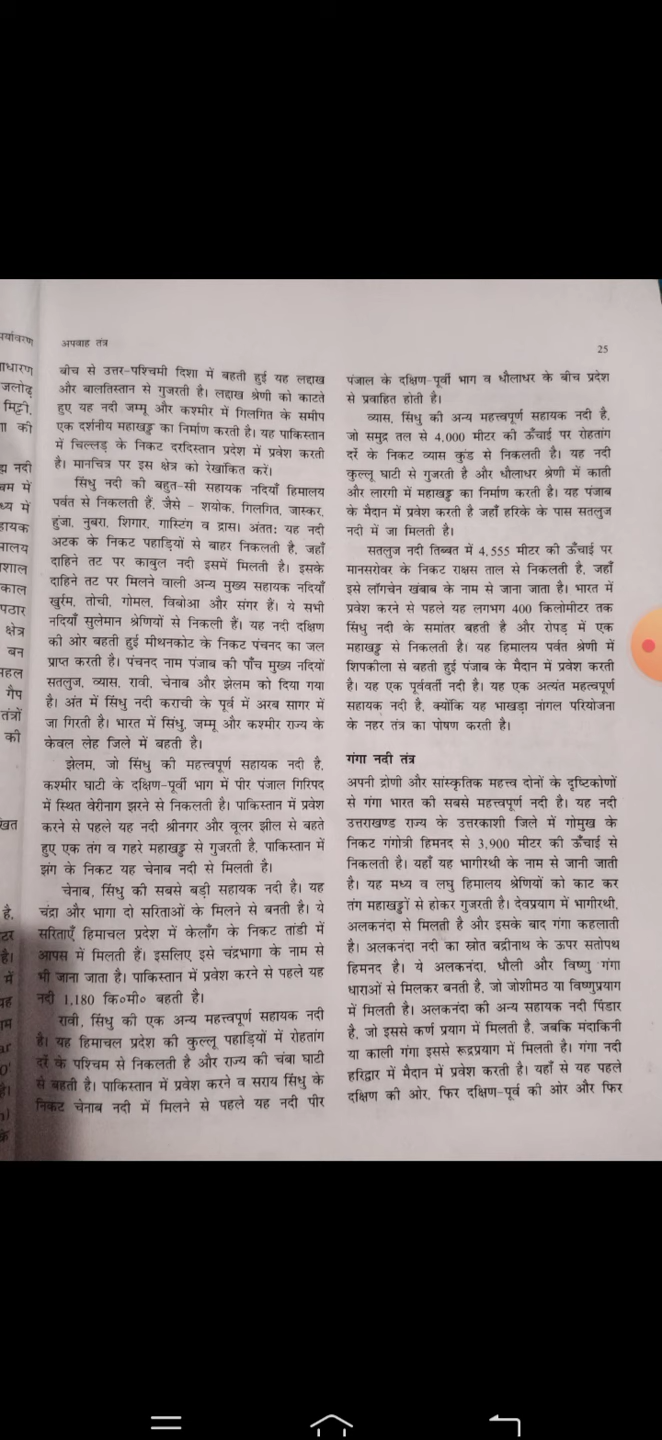 अपवाह तंत्र
25
बीच से उत्तर-पश्चिमी दिशा में बहती हुई यह लद्दाख
और बालतिस्तान से गुजरती है। लद्दाख श्रेणी को काटते
हुए यह नदी जम्मू और कश्मीर में गिलगित के समीप
एक दर्शनीय महाखड्ड का निर्माण करती है। यह पाकिस्तान
में चिल्लड़ के निकट दरदिस्तान प्रदेश में प्रवेश करती
है। मानचित्र पर इस क्षेत्र को रेखांकित करें।
सिंधु नदी की बहुत-सी सहायक नदियाँ हिमालय
पर्वत से निकलती हैं, जैसे - शयोक, गिलगित, जास्कर,
हुंजा, नुबरा, शिगार, गास्टिंग व द्रास। अंततः यह नदी
अटक के निकट पहाड़ियों से बाहर निकलती है, जहाँ
दाहिने तट पर काबुल नदी इसमें मिलती है। इसके
दाहिने तट पर मिलने वाली अन्य मुख्य सहायक नदियाँ
खुर्रम, तोची, गोमल, विबोआ और संगर हैं। ये सभी
नदियाँ सुलेमान श्रेणियों से निकली हैं। यह नदी दक्षिण
की ओर बहती हुई मीथनकोट के निकट पंचनद का जल
प्राप्त करती है। पंचनद नाम पंजाब की पाँच मुख्य नदियों
सतलुज, व्यास, रावी, चेनाब और झेलम को दिया गया
है। अंत में सिंधु नदी कराची के पूर्व में अरब सागर में
जा गिरती है। भारत में सिंधु, जम्मू और कश्मीर राज्य के
केवल लेह जिले में बहती है।
झेलम, जो सिंधु की महत्त्वपूर्ण सहायक नदी है,
कश्मीर घाटी के दक्षिण-पूर्वी भाग में पीर पंजाल गिरिपद
में स्थित वेरीनाग झरने से निकलती है। पाकिस्तान में प्रवेश
करने से पहले यह नदी श्रीनगर और वूलर झील से बहते
हुए एक तंग व गहरे महाखड्ड से गुजरती है, पाकिस्तान में
झंग के निकट यह चेनाब नदी से मिलती है।
चेनाब, सिंधु की सबसे बड़ी सहायक नदी है। यह
चंद्रा और भागा दो सरिताओं के मिलने से बनती है। ये
सरिताएँ हिमाचल प्रदेश में केलाँग के निकट तांडी में
आपस में मिलती हैं। इसलिए इसे चंद्रभागा के नाम से
भी जाना जाता है। पाकिस्तान में प्रवेश करने से पहले यह
नदी 1,180 कि०मी० बहती है।
रावी, सिंधु की एक अन्य महत्त्वपूर्ण सहायक नदी
है। यह हिमाचल प्रदेश की कुल्लू पहाड़ियों में रोहतांग
दर्रे के पश्चिम से निकलती है और राज्य की चंबा घाटी
से बहती है। पाकिस्तान में प्रवेश करने व सराय सिंधु के
निकट चेनाब नदी में मिलने से पहले यह नदी पीर
पंजाल के दक्षिण-पूर्वी भाग व धौलाधर के बीच प्रदेश
से प्रवाहित होती है।
व्यास, सिंधु की अन्य महत्त्वपूर्ण सहायक नदी है,
जो समुद्र तल से 4,000 मीटर की ऊँचाई पर रोहतांग
दर्रे के निकट व्यास कुंड से निकलती है। यह नदी
कुल्लू घाटी से गुजरती है और धौलाधर श्रेणी में काती
और लारगी में महाखड्ड का निर्माण करती है। यह पंजाब
के मैदान में प्रवेश करती है जहाँ हरिके के पास सतलुज
नदी में जा मिलती है।
सतलुज नदी तिब्बत में 4,555 मीटर की ऊँचाई पर
मानसरोवर के निकट राक्षस ताल से निकलती है, जहाँ
इसे लॉगचेन खंबाब के नाम से जाना जाता है। भारत में
प्रवेश करने से पहले यह लगभग 400 किलोमीटर तक
सिंधु नदी के समांतर बहती है और रोपड़ में एक
महाखड्ड से निकलती है। यह हिमालय पर्वत श्रेणी में
शिपकीला से बहती हुई पंजाब के मैदान में प्रवेश करती
है। यह एक पूर्ववर्ती नदी है। यह एक अत्यंत महत्वपूर्ण
सहायक नदी है, क्योंकि यह भाखड़ा नांगल परियोजना
के नहर तंत्र का पोषण करती है।
गंगा नदी तंत्र
अपनी द्रोणी और सांस्कृतिक महत्त्व दोनों के दृष्टिकोणों
से गंगा भारत की सबसे महत्त्वपूर्ण नदी है। यह नदी
उत्तराखण्ड राज्य के उत्तरकाशी जिले में गोमुख के
निकट गंगोत्री हिमनद से 3,900 मीटर की ऊँचाई से
निकलती है। यहाँ यह भागीरथी के नाम से जानी जाती
है। यह मध्य व लघु हिमालय श्रेणियों को काट कर
तंग महाखड्डों से होकर गुजरती है। देवप्रयाग में भागीरथी,
अलकनंदा से मिलती है और इसके बाद गंगा कहलाती
है। अलकनंदा नदी का स्रोत बद्रीनाथ के ऊपर सतोपथ
हिमनद है। ये अलकनंदा, धौली और विष्णु गंगा
धाराओं से मिलकर बनती है, जो जोशीमठ या विष्णुप्रयाग
में मिलती है। अलकनंदा की अन्य सहायक नदी पिंडार
है, जो इससे कर्ण प्रयाग में मिलती है, जबकि मंदाकिनी
या काली गंगा इससे रूद्रप्रयाग में मिलती है। गंगा नदी
हरिद्वार में मैदान में प्रवेश करती है। यहाँ से यह पहले
दक्षिण की ओर, फिर दक्षिण-पूर्व की ओर और फिर